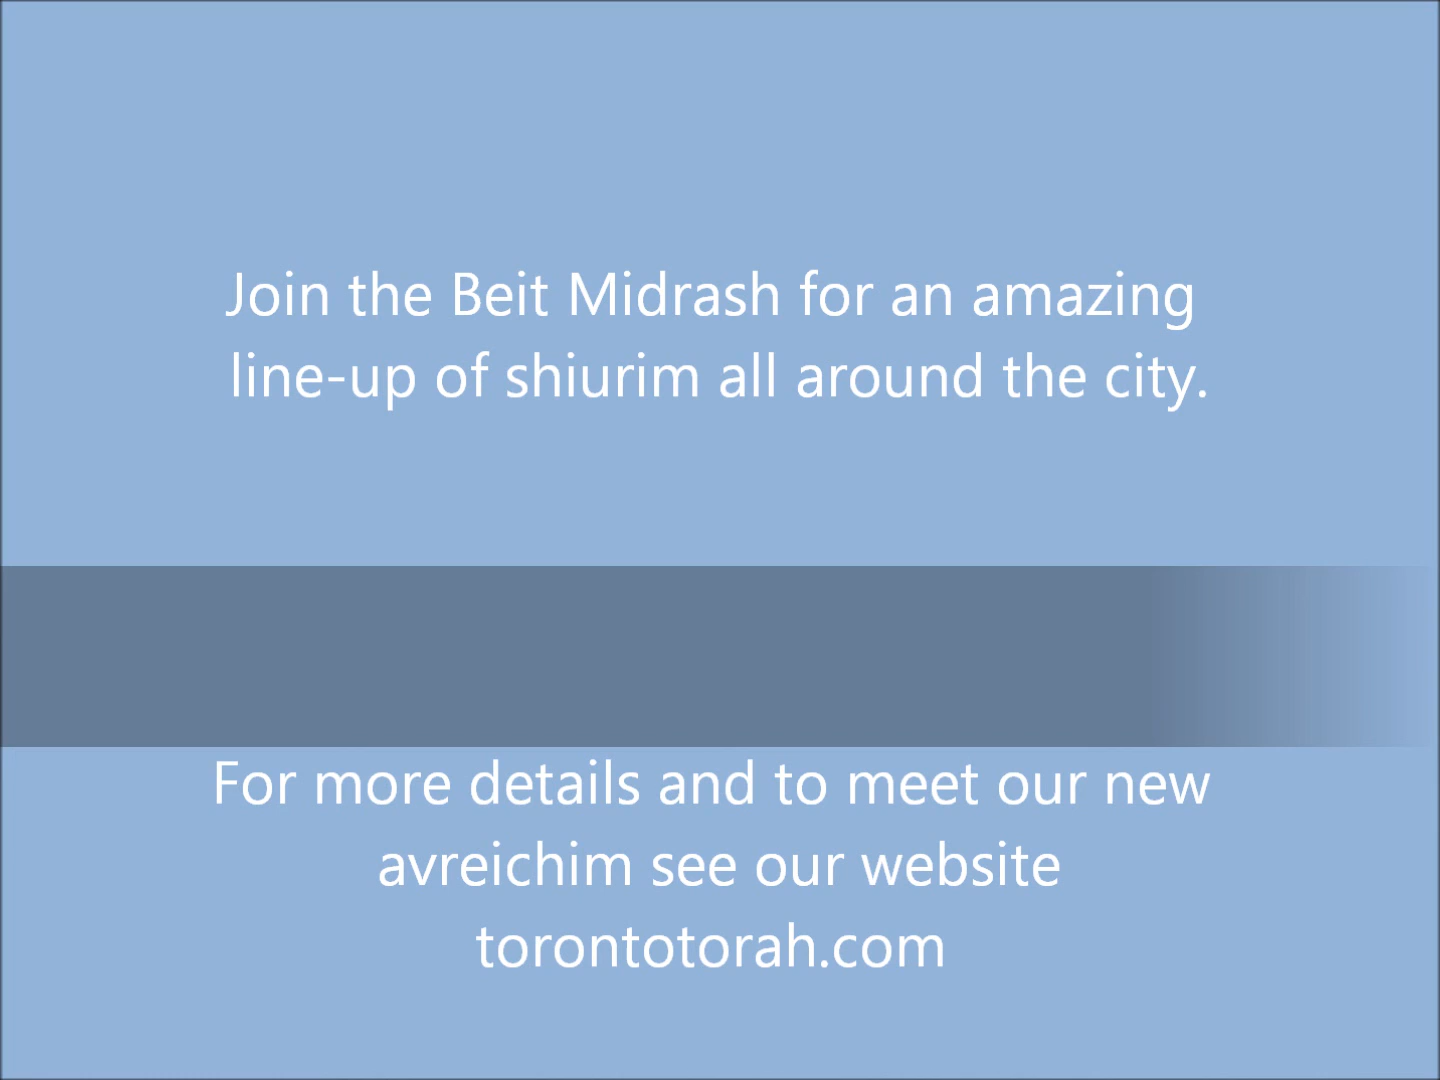 Join the Beit Midrash for an amazing
line-up of shiurim all around the city.
For more details and to meet our new
avreichim see our website
torontotorah.com